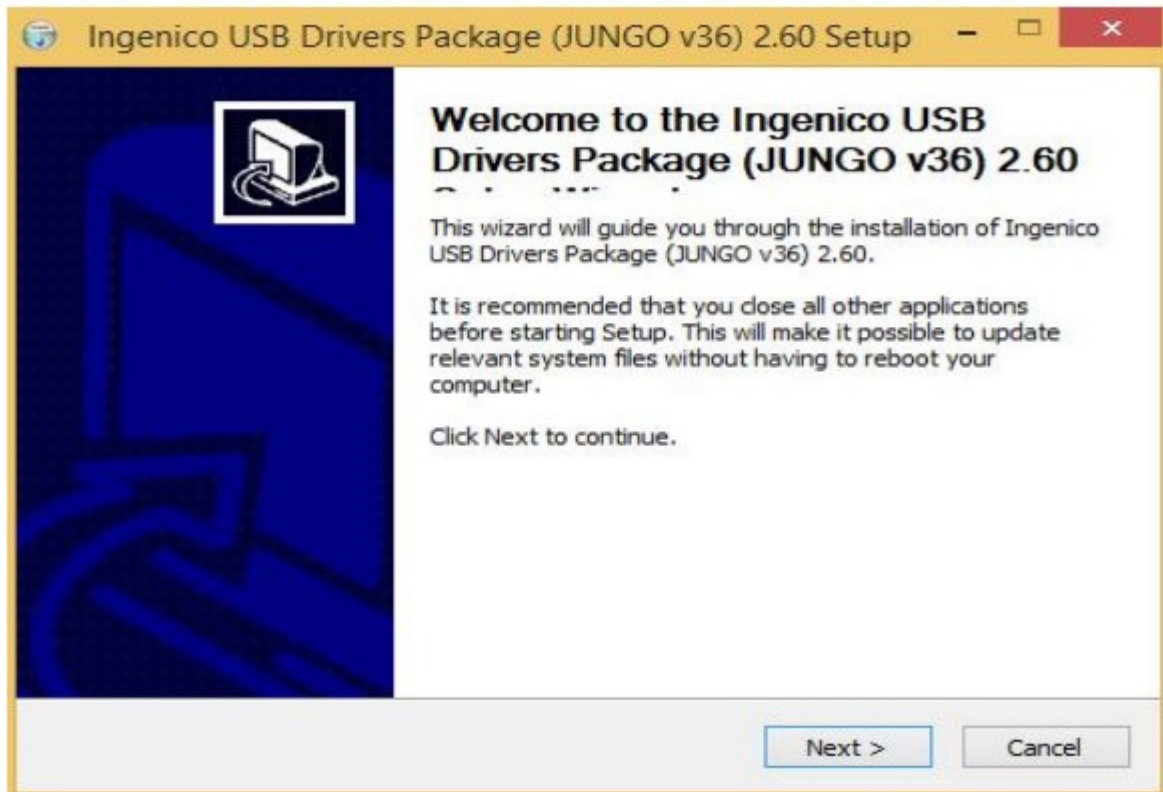 Ingenico USB Drivers Package (JUNGO v36) 2.60 Setup
Welcome to the Ingenico USB
Drivers Package (JUNGO v36) 2.60
This wizard will guide you through the installation of Ingenico
USB Drivers Package (JUNGO v36) 2.60.
It is recommended that you close all other applications
before starting Setup. This will make it possible to update
relevant system files without having to reboot your
computer.
Click Next to continue.
Next >
Cancel